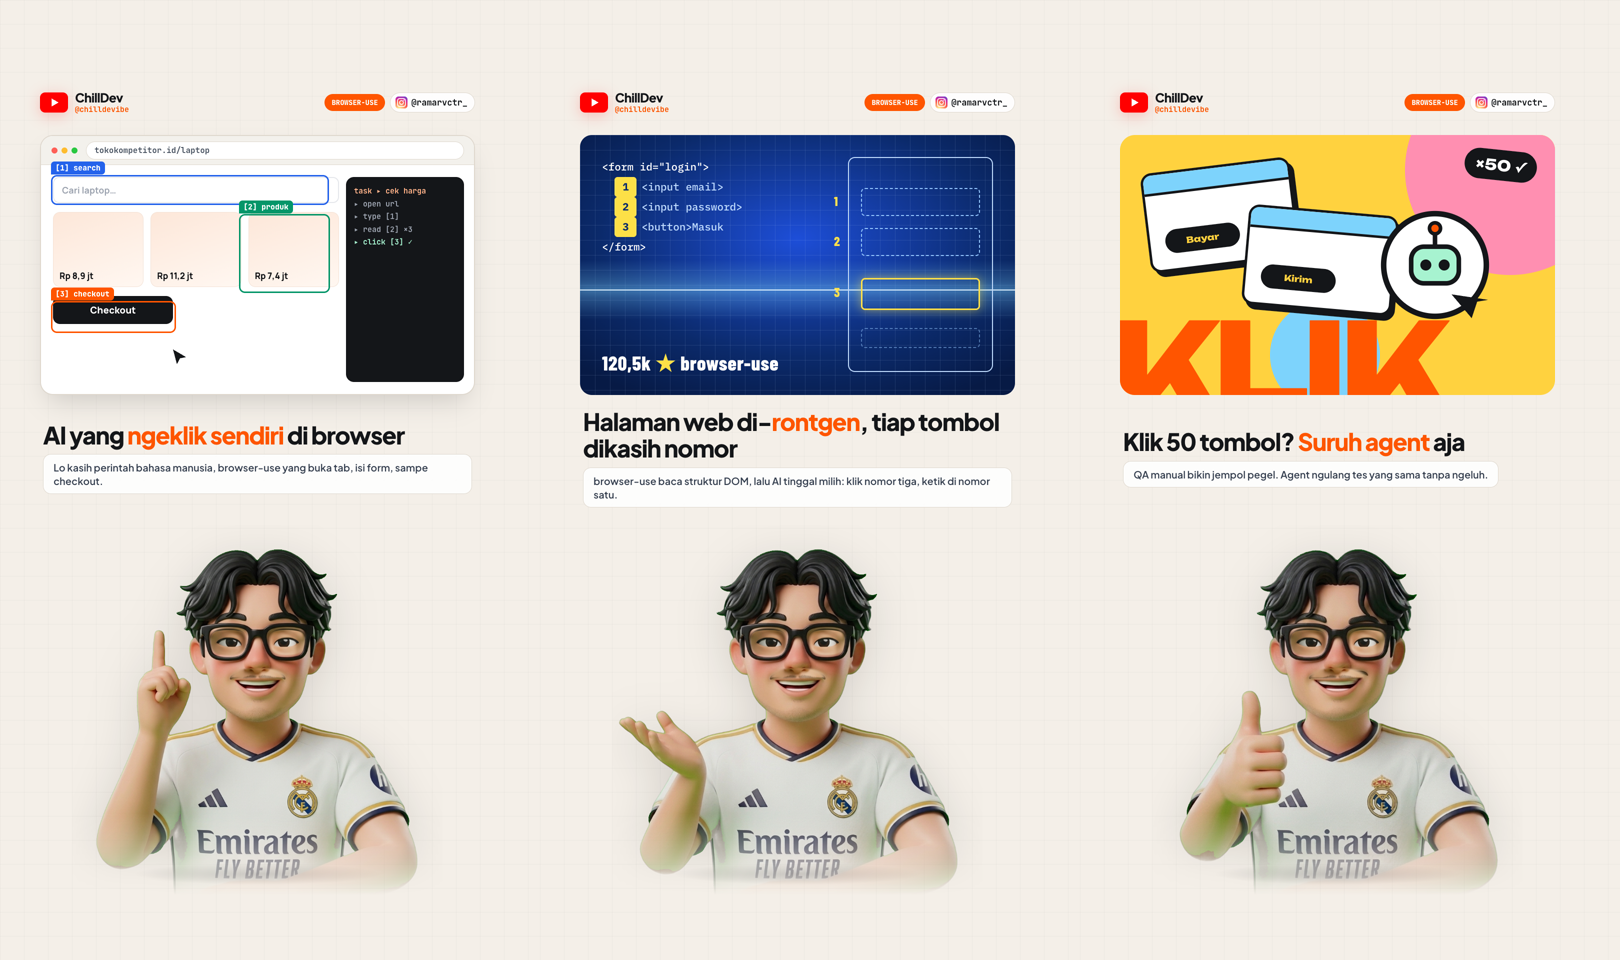 ChillDev
@chilldevibe
BROWSER-USE
@ramarvctr_
tokokompetitor.id/laptop
[1] search
Cari laptop…
[2] produk
Rp 8,9 jt
Rp 11,2 jt
Rp 7,4 jt
[3] checkout
Checkout
task ▸ cek harga
▸ open url
▸ type [1]
▸ read [2] ×3
▸ click [3] ✓
AI yang ngeklik sendiri di browser
Lo kasih perintah bahasa manusia, browser-use yang buka tab, isi form, sampe
checkout.
Emirates
FLY BETTER
ChillDev
@chilldevibe
BROWSER-USE
@ramarvctr_
<form id="login">
1 <input email>
2 <input password>
3 <button>Masuk
</form>
1
2
3
120,5k ★ browser-use
Halaman web di-rontgen, tiap tombol
dikasih nomor
browser-use baca struktur DOM, lalu AI tinggal milih: klik nomor tiga, ketik di nomor
satu.
Emirates
FLY BETTER
ChillDev
@chilldevibe
BROWSER-USE
@ramarvctr_
×50 ✓
Bayar
Kirim
KLIK
Klik 50 tombol? Suruh agent aja
QA manual bikin jempol pegel. Agent ngulang tes yang sama tanpa ngeluh.
Emirates
FLY BETTER